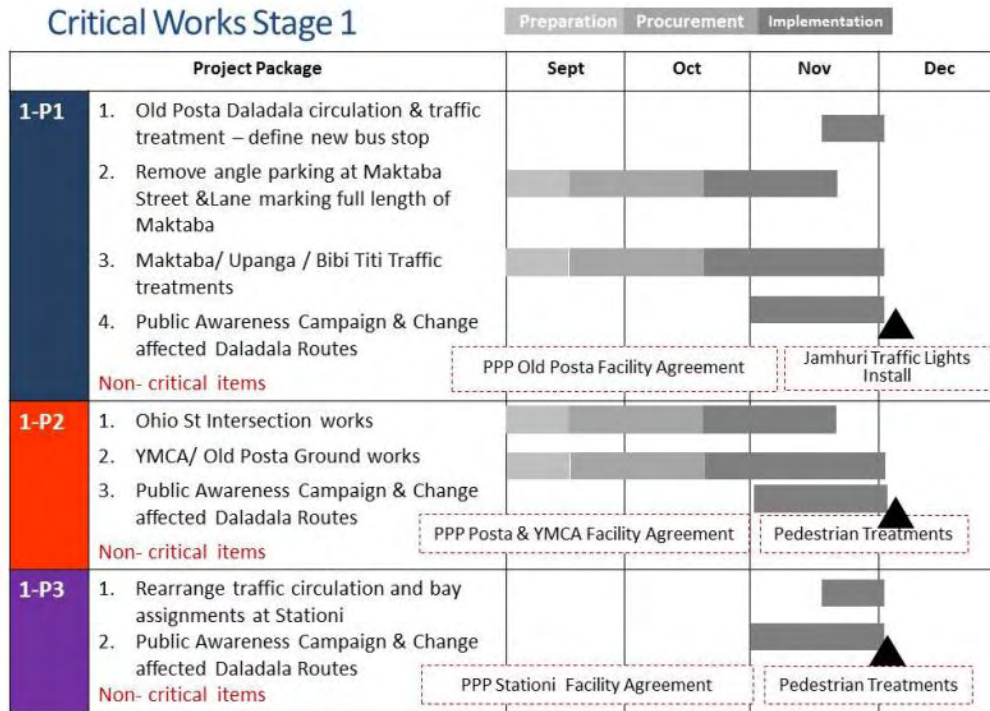 Critical Works Stage 1
Preparation Procurement Implementation
Project Package Sept Oct Nov Dec
1-P1
1. Old Posta Daladala circulation & traffic
treatment – define new bus stop
2. Remove angle parking at Maktaba
Street &Lane marking full length of
Maktaba
3. Maktaba/ Upanga / Bibi Titi Traffic
treatments
4. Public Awareness Campaign & Change
affected Daladala Routes
Non- critical items
PPP Old Posta Facility Agreement
Jamhuri Traffic Lights
Install
1-P2
1. Ohio St Intersection works
2. YMCA/ Old Posta Ground works
3. Public Awareness Campaign & Change
affected Daladala Routes
Non- critical items
PPP Posta & YMCA Facility Agreement
Pedestrian Treatments
1-P3
1. Rearrange traffic circulation and bay
assignments at Stationi
2. Public Awareness Campaign & Change
affected Daladala Routes
Non- critical items
PPP Stationi Facility Agreement
Pedestrian Treatments